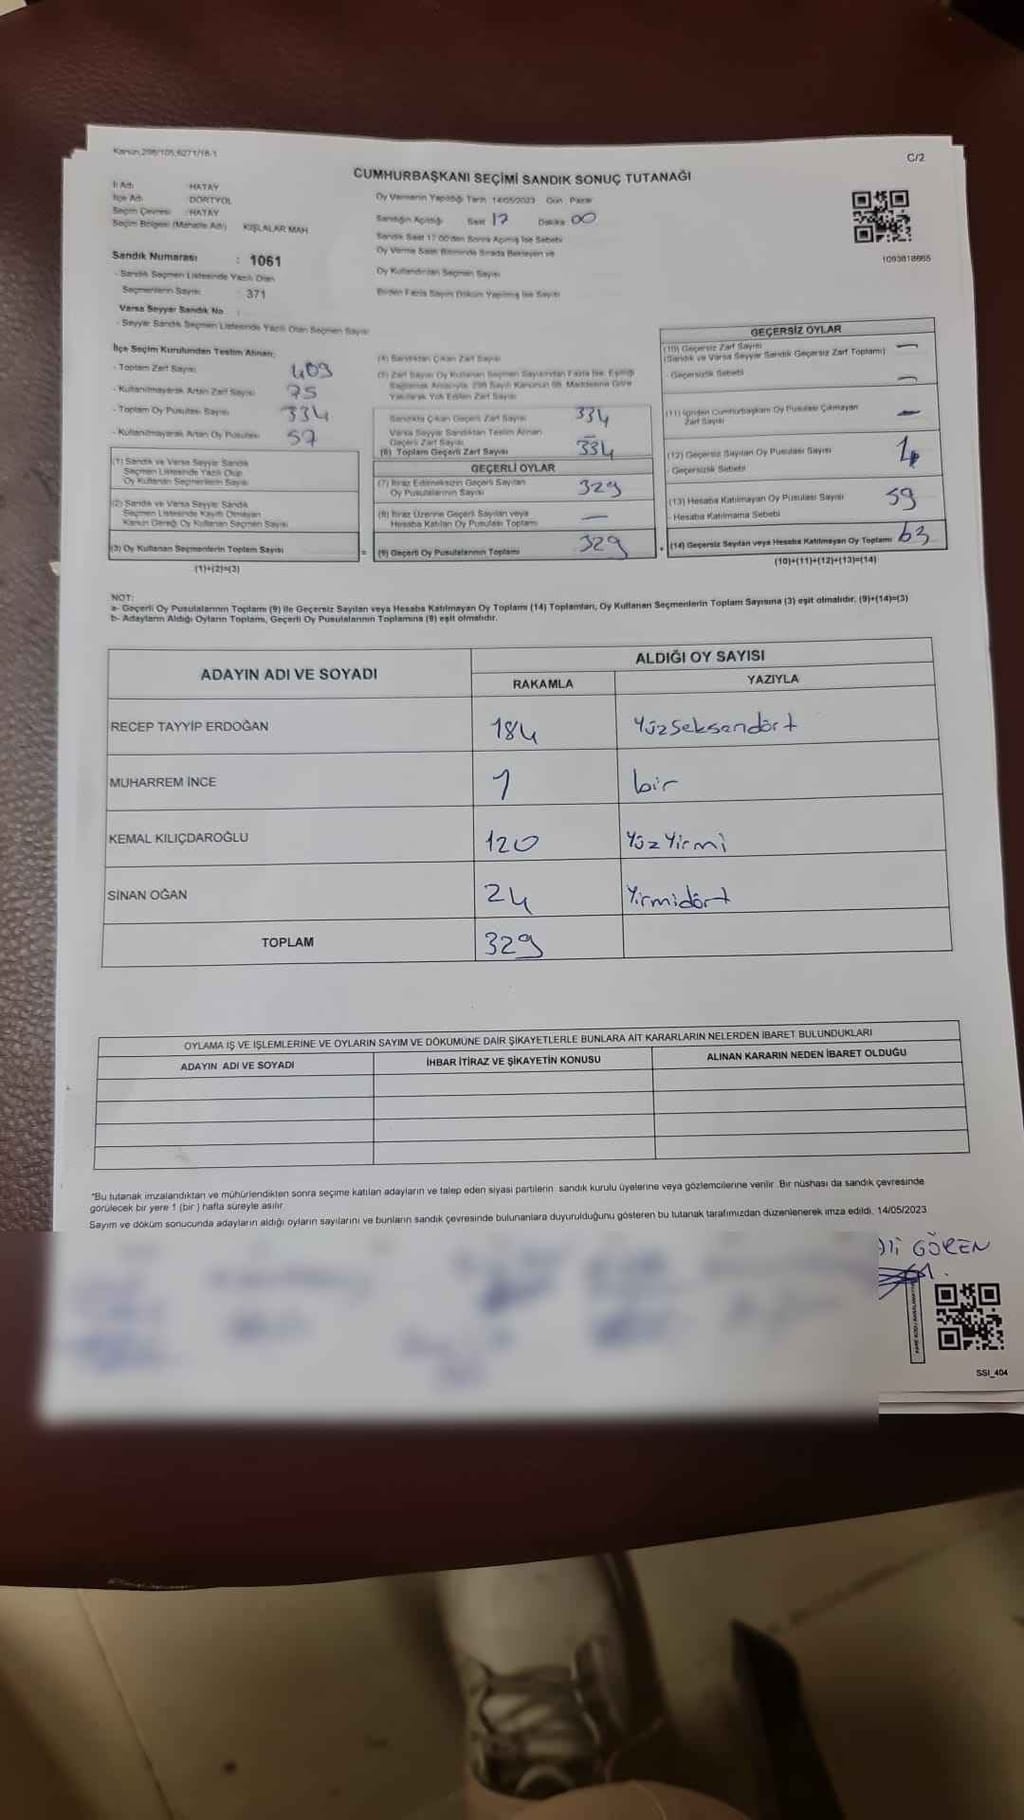 Kanun 298/105,6271/18-1
C/2
CUMHURBAŞKANI SEÇİMİ SANDIK SONUÇ TUTANAĞI
İl Adı : HATAY
İlçe Adı : DÖRTYOL
Seçim Çevresi : HATAY
Seçim Bölgesi (Mahalle Adı) KIŞLALAR MAH
Oy Vermenin Yapıldığı Tarih 14/05/2023 Gün Pazar
Sandığın Açıldığı Saat 17 Dakika 00
Sandık Saat 17.00'den Sonra Açılmış İse Sebebi
Oy Verme Saati Bitiminde Sırada Bekleyen ve
Oy Kullandırılan Seçmen Sayısı
Birden Fazla Sayım Döküm Yapılmış İse Sayısı
1093818665
Sandık Numarası : 1061
- Sandık Seçmen Listesinde Yazılı Olan
Seçmenlerin Sayısı 371
Varsa Seyyar Sandık No :
- Seyyar Sandık Seçmen Listesinde Yazılı Olan Seçmen Sayısı
İlçe Seçim Kurulundan Teslim Alınan;
- Toplam Zarf Sayısı 409
- Kullanılmayarak Artan Zarf Sayısı 75
- Toplam Oy Pusulası Sayısı 334
- Kullanılmayarak Artan Oy Pusulası 57
(1) Sandık ve Varsa Seyyar Sandık
Seçmen Listesinde Yazılı Olup
Oy Kullanan Seçmenlerin Sayısı
(2) Sandık ve Varsa Seyyar Sandık
Seçmen Listesinde Kayıtlı Olmayan
Kanun Gereği Oy Kullanan Seçmen Sayısı
(3) Oy Kullanan Seçmenlerin Toplam Sayısı =
(1)+(2)=(3)
(4) Sandıktan Çıkan Zarf Sayısı
(5) Zarf Sayısı Oy Kullanan Seçmen Sayısından Fazla İse, Eşitliği
Sağlamak Amacıyla, 298 Sayılı Kanunun 98. Maddesine Göre
Yakılarak Yok Edilen Zarf Sayısı
Sandıkta Çıkan Geçerli Zarf Sayısı 334
Varsa Seyyar Sandıktan Teslim Alınan
Geçerli Zarf Sayısı —
(6) Toplam Geçerli Zarf Sayısı 334
GEÇERLİ OYLAR
(7) İtiraz Edilmeksizin Geçerli Sayılan
Oy Pusulalarının Sayısı 329
(8) İtiraz Üzerine Geçerli Sayılan veya
Hesaba Katılan Oy Pusulası Toplamı —
(9) Geçerli Oy Pusulalarının Toplamı 329 +
GEÇERSİZ OYLAR
(10) Geçersiz Zarf Sayısı —
(Sandık ve Varsa Seyyar Sandık Geçersiz Zarf Toplamı)
- Geçersizlik Sebebi —
(11) İçinden Cumhurbaşkanı Oy Pusulası Çıkmayan
Zarf Sayısı —
(12) Geçersiz Sayılan Oy Pusulası Sayısı 4
Geçersizlik Sebebi
(13) Hesaba Katılmayan Oy Pusulası Sayısı 59
Hesaba Katılmama Sebebi
(14) Geçersiz Sayılan veya Hesaba Katılmayan Oy Toplamı 63
(10)+(11)+(12)+(13)=(14)
NOT:
a- Geçerli Oy Pusulalarının Toplamı (9) ile Geçersiz Sayılan veya Hesaba Katılmayan Oy Toplamı (14) Toplamları, Oy Kullanan Seçmenlerin Toplam Sayısına (3) eşit olmalıdır. (9)+(14)=(3)
b- Adayların Aldığı Oyların Toplamı, Geçerli Oy Pusulalarının Toplamına (9) eşit olmalıdır.
ADAYIN ADI VE SOYADI
ALDIĞI OY SAYISI
RAKAMLA YAZIYLA
RECEP TAYYİP ERDOĞAN 184 Yüzseksendört
MUHARREM İNCE 1 bir
KEMAL KILIÇDAROĞLU 120 Yüz Yirmi
SİNAN OĞAN 24 Yirmidört
TOPLAM 329
OYLAMA İŞ VE İŞLEMLERİNE VE OYLARIN SAYIM VE DÖKÜMÜNE DAİR ŞİKAYETLERLE BUNLARA AİT KARARLARIN NELERDEN İBARET BULUNDUKLARI
ADAYIN ADI VE SOYADI İHBAR İTİRAZ VE ŞİKAYETİN KONUSU ALINAN KARARIN NEDEN İBARET OLDUĞU
*Bu tutanak imzalandıktan ve mühürlendikten sonra seçime katılan adayların ve talep eden siyasi partilerin sandık kurulu üyelerine veya gözlemcilerine verilir. Bir nüshası da sandık çevresinde
görülecek bir yere 1 (bir) hafta süreyle asılır.
Sayım ve döküm sonucunda adayların aldığı oyların sayılarını ve bunların sandık çevresinde bulunanlara duyurulduğunu gösteren bu tutanak tarafımızdan düzenlenerek imza edildi. 14/05/2023
Ali GÖREN
SSI_404